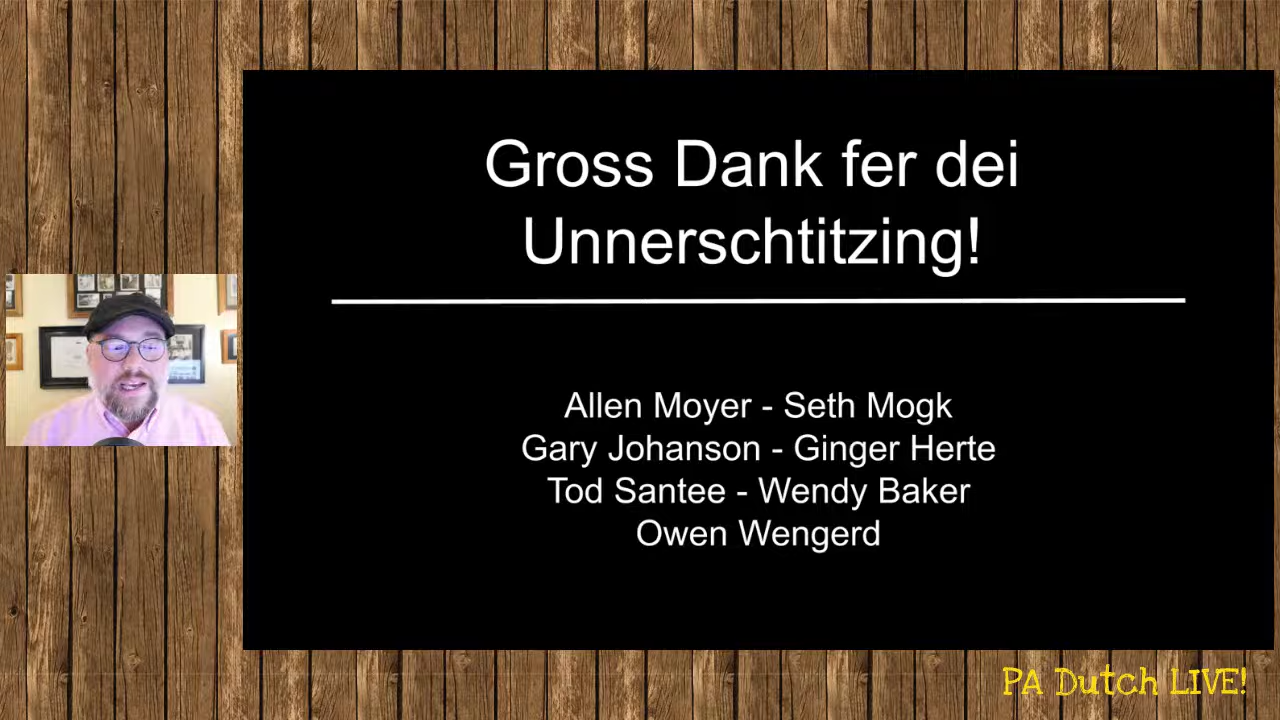 Gross Dank fer dei
Unnerschtitzing!
Allen Moyer - Seth Mogk
Gary Johanson - Ginger Herte
Tod Santee - Wendy Baker
Owen Wengerd
PA Dutch LIVE!